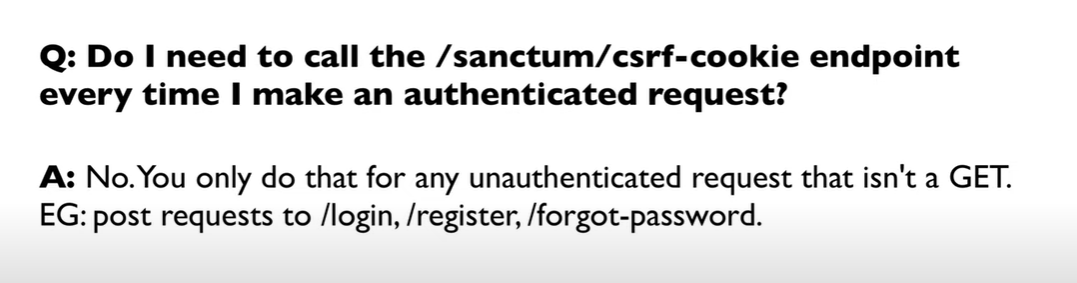 Q: Do I need to call the /sanctum/csrf-cookie endpoint
every time I make an authenticated request?
A: No. You only do that for any unauthenticated request that isn't a GET.
EG: post requests to /login, /register, /forgot-password.